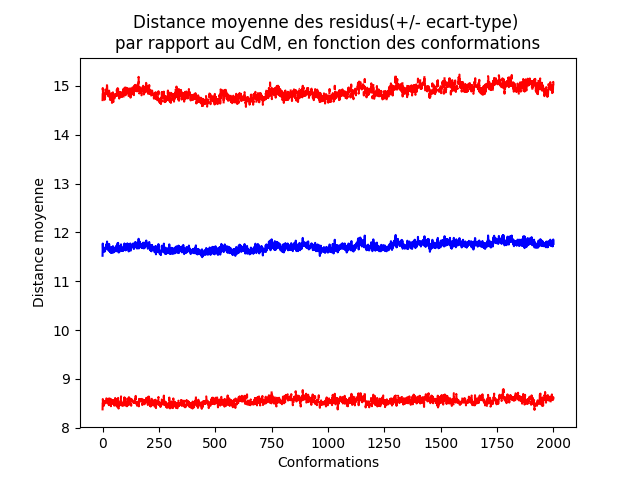 Distance moyenne des residus(+/- ecart-type)
par rapport au CdM, en fonction des conformations
Distance moyenne
15
14
13
12
11
10
9
8
0 250 500 750 1000 1250 1500 1750 2000
Conformations